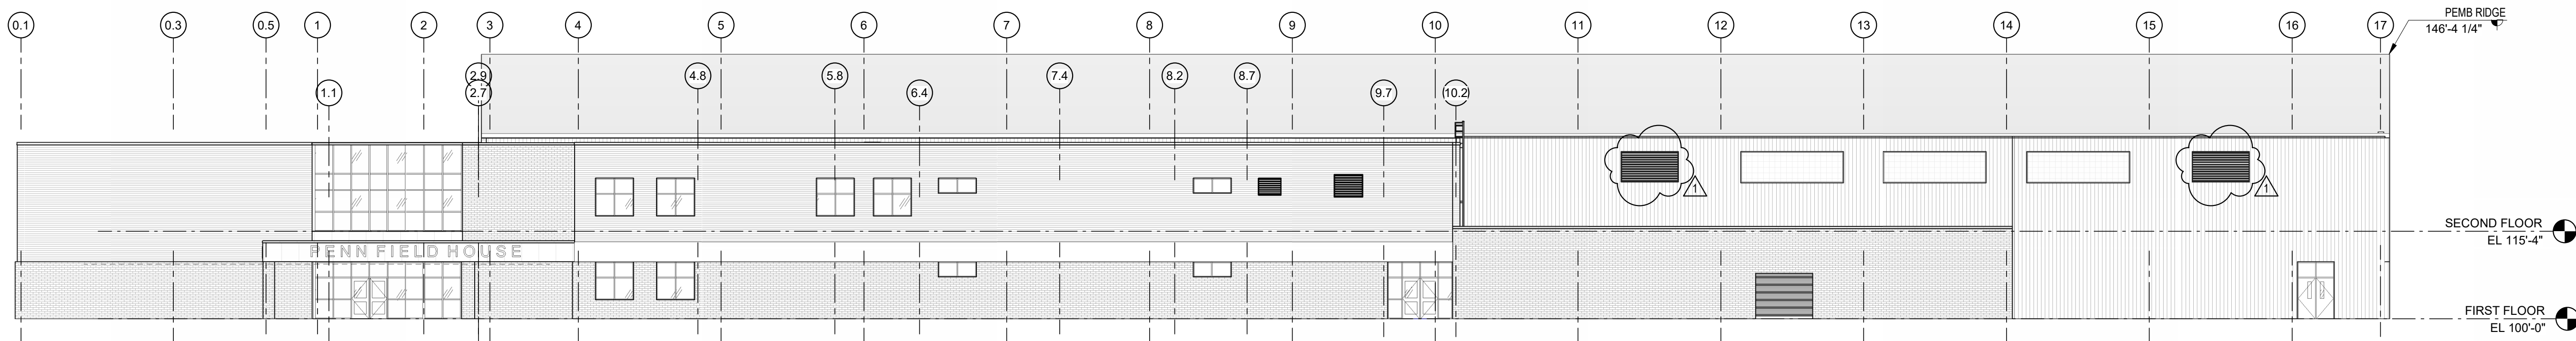 0.1 0.3 0.5 1 2 3 4 5 6 7 8 9 10 11 12 13 14 15 16 17
PEMB RIDGE
146'-4 1/4"
2.9 4.8 5.8 7.4 8.2 8.7
1.1 2.7 6.4 9.7 10.2
1 1
SECOND FLOOR
EL 115'-4"
PENN FIELD HOUSE
FIRST FLOOR
EL 100'-0"